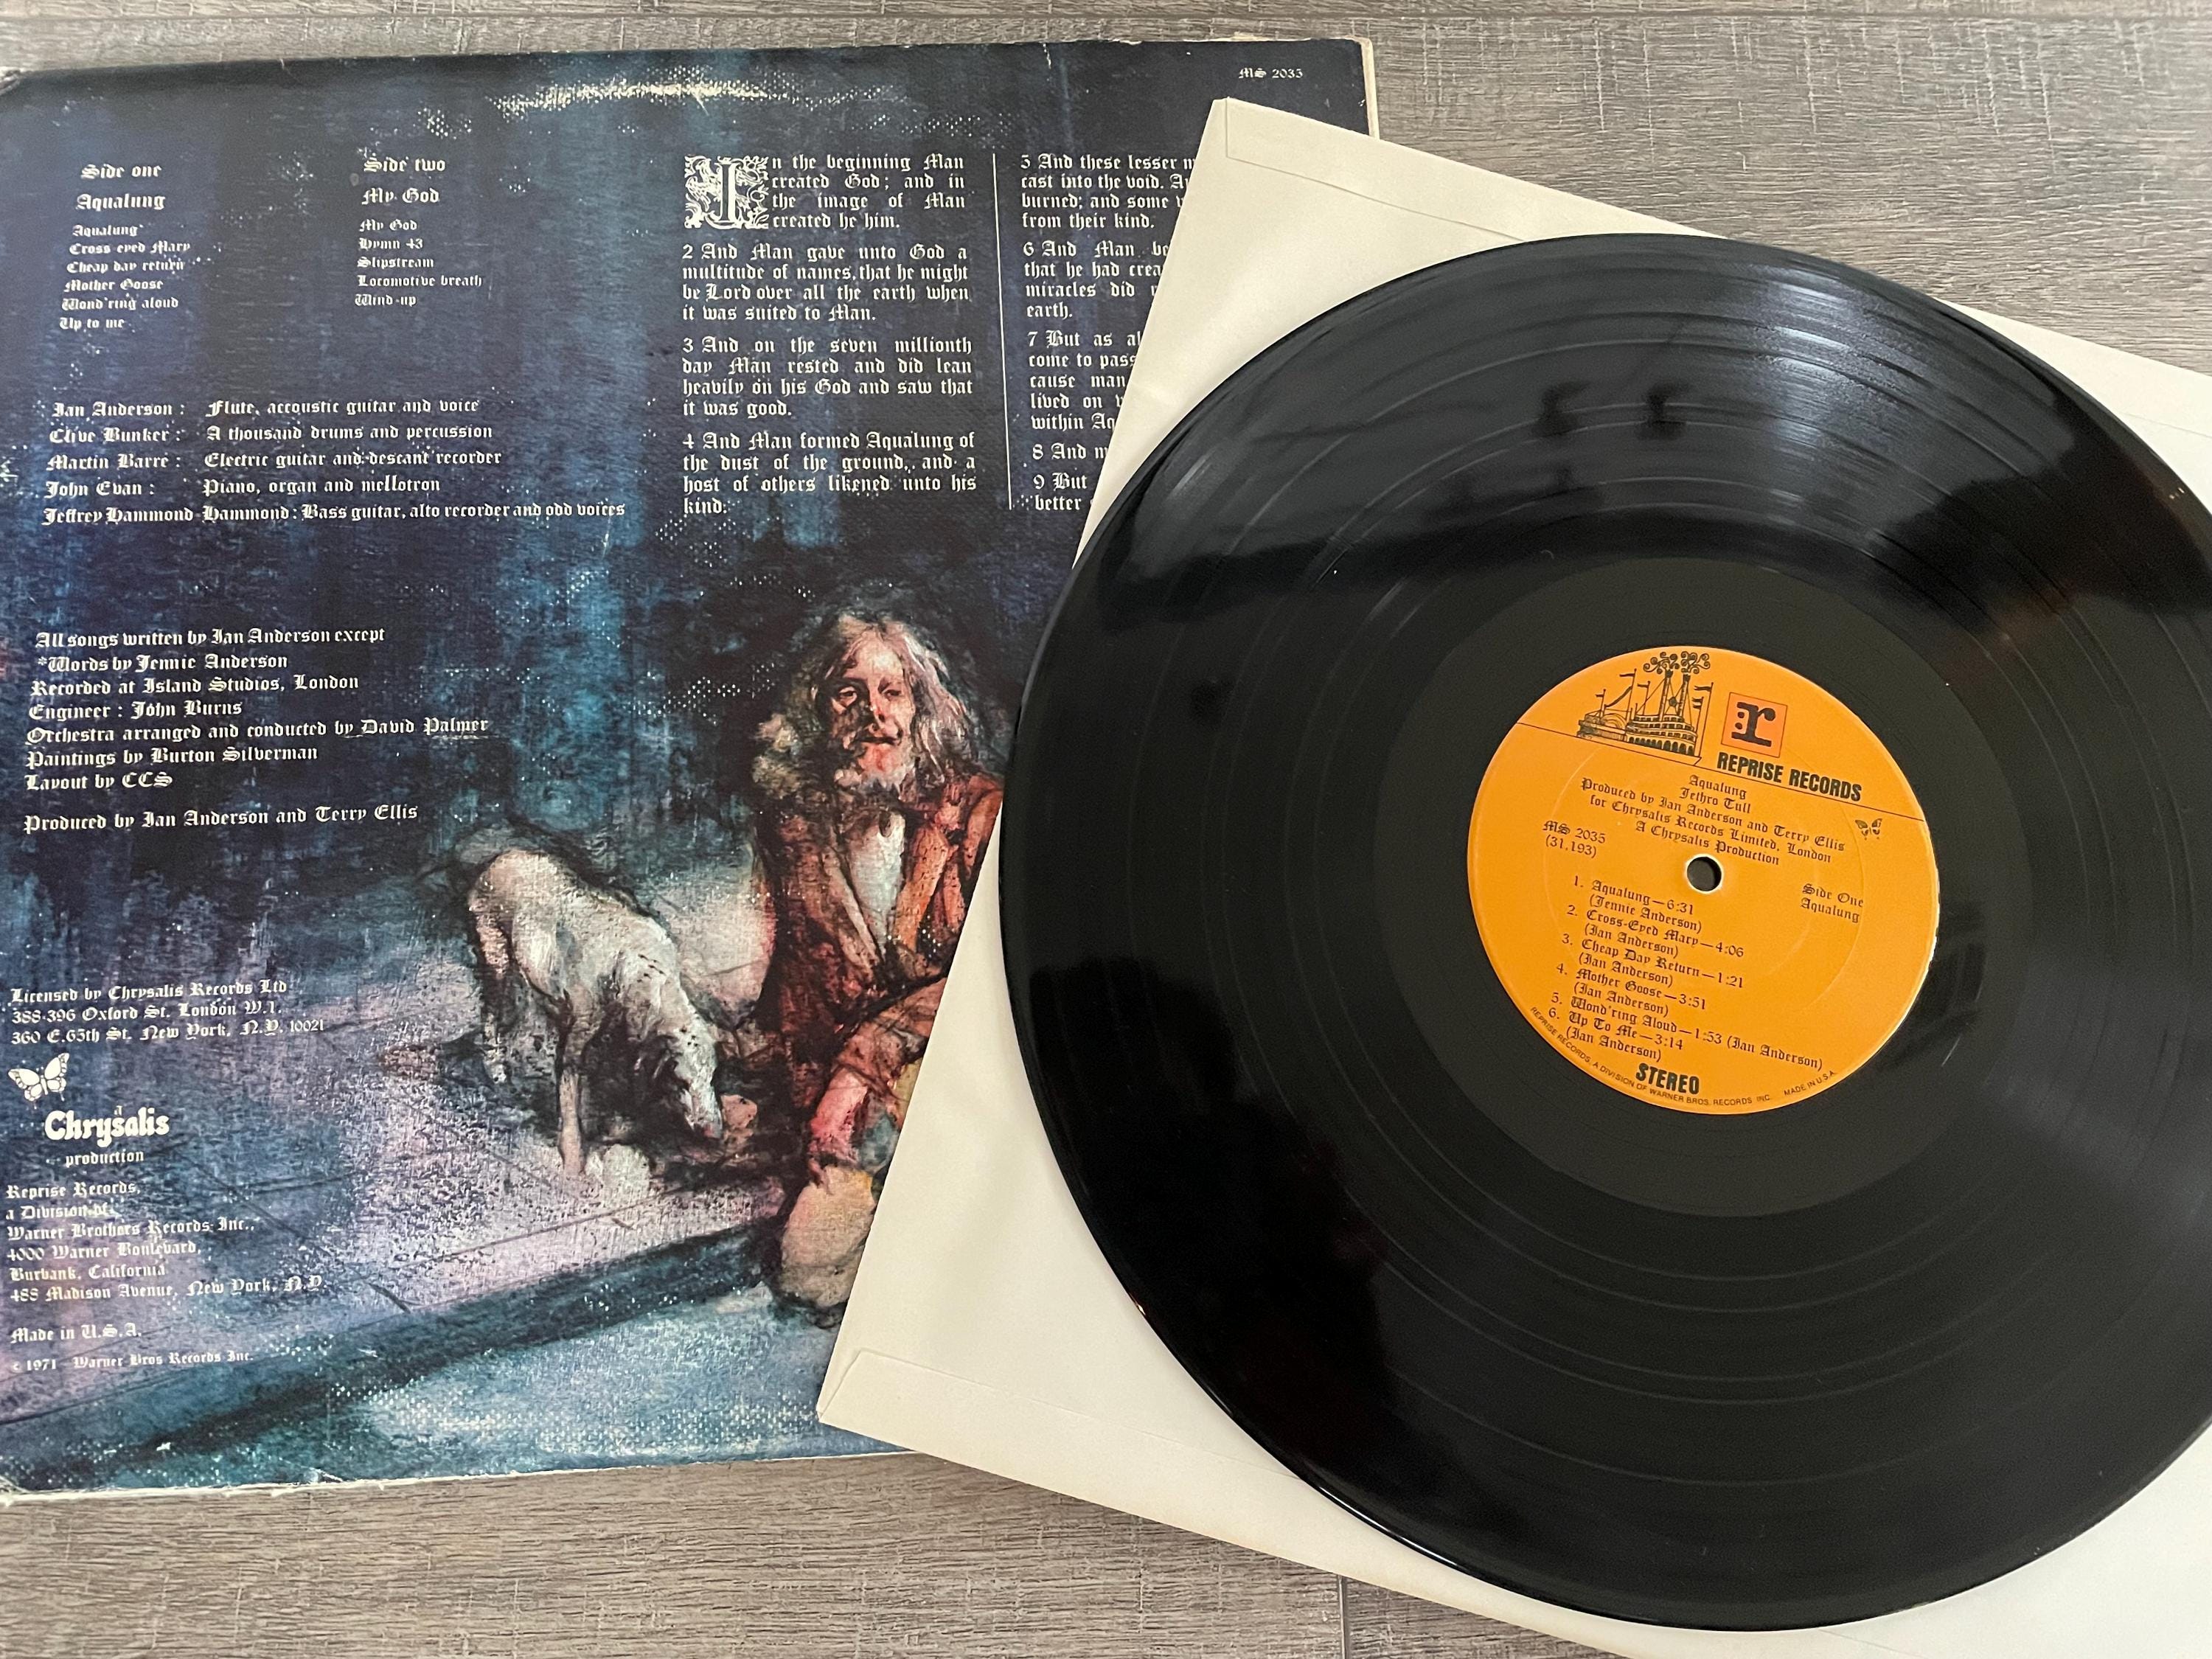 MS 2035
Side one
Aqualung
Aqualung*
Cross eyed Mary
Cheap day return
Mother Goose
Wond'ring aloud
Up to me
Side two
My God
My God
Hymn 43
Slipstream
Locomotive breath
Wind-up
Ian Anderson : Flute, accoustic guitar and voice
Clive Bunker : A thousand drums and percussion
Martin Barre : Electric guitar and descant recorder
John Evan : Piano, organ and mellotron
Jeffrey Hammond-Hammond: Bass guitar, alto recorder and odd voices
All songs written by Ian Anderson except
*Words by Jennie Anderson
Recorded at Island Studios, London
Engineer : John Burns
Orchestra arranged and conducted by David Palmer
Paintings by Burton Silverman
Layout by CCS
Produced by Ian Anderson and Terry Ellis
Licensed by Chrysalis Records Ltd
388-396 Oxford St. London W.1.
360 E.65th St. New York, N.Y. 10021
a
Chrysalis
production
Reprise Records,
a Division of
Warner Brothers Records Inc.,
4000 Warner Boulevard,
Burbank, California
488 Madison Avenue, New York, N.Y.
Made in U.S.A.
c 1971 Warner Bros Records Inc.
In the beginning Man
created God; and in
the image of Man
created he him.
2 And Man gave unto God a
multitude of names, that he might
be Lord over all the earth when
it was suited to Man.
3 And on the seven millionth
day Man rested and did lean
heavily on his God and saw that
it was good.
4 And Man formed Aqualung of
the dust of the ground, and a
host of others likened unto his
kind.
5 And these lesser
cast into the void.
burned; and some
from their kind.
6 And Man
that he had
miracles did
earth.
7 But as
come to pass
cause man
lived on
within
8 And
9 But
better
r
REPRISE RECORDS
Aqualung
Jethro Tull
Produced by Ian Anderson and Terry Ellis
for Chrysalis Records Limited, London
A Chrysalis Production
MS 2035
(31,193)
Side One
Aqualung
1. Aqualung—6:31
(Jennie Anderson)
2. Cross-Eyed Mary—4:06
(Ian Anderson)
3. Cheap Day Return—1:21
(Ian Anderson)
4. Mother Goose—3:51
(Ian Anderson)
5. Wond'ring Aloud—1:53 (Ian Anderson)
6. Up To Me—3:14
(Ian Anderson)
STEREO
REPRISE RECORDS, A DIVISION OF WARNER BROS. RECORDS INC. MADE IN U.S.A.